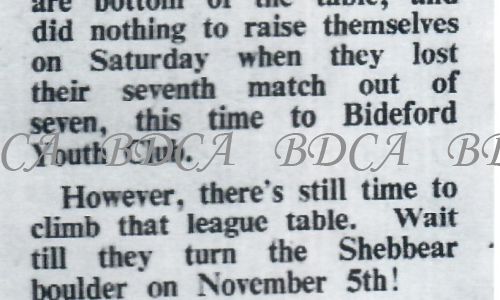 are bottom of the table, and
did nothing to raise themselves
on Saturday when they lost
their seventh match out of
seven, this time to Bideford
Youth Club.
CA BDCA BDCA BD
However, there's still time to
climb that league table. Wait
till they turn the Shebbear
boulder on November 5th!